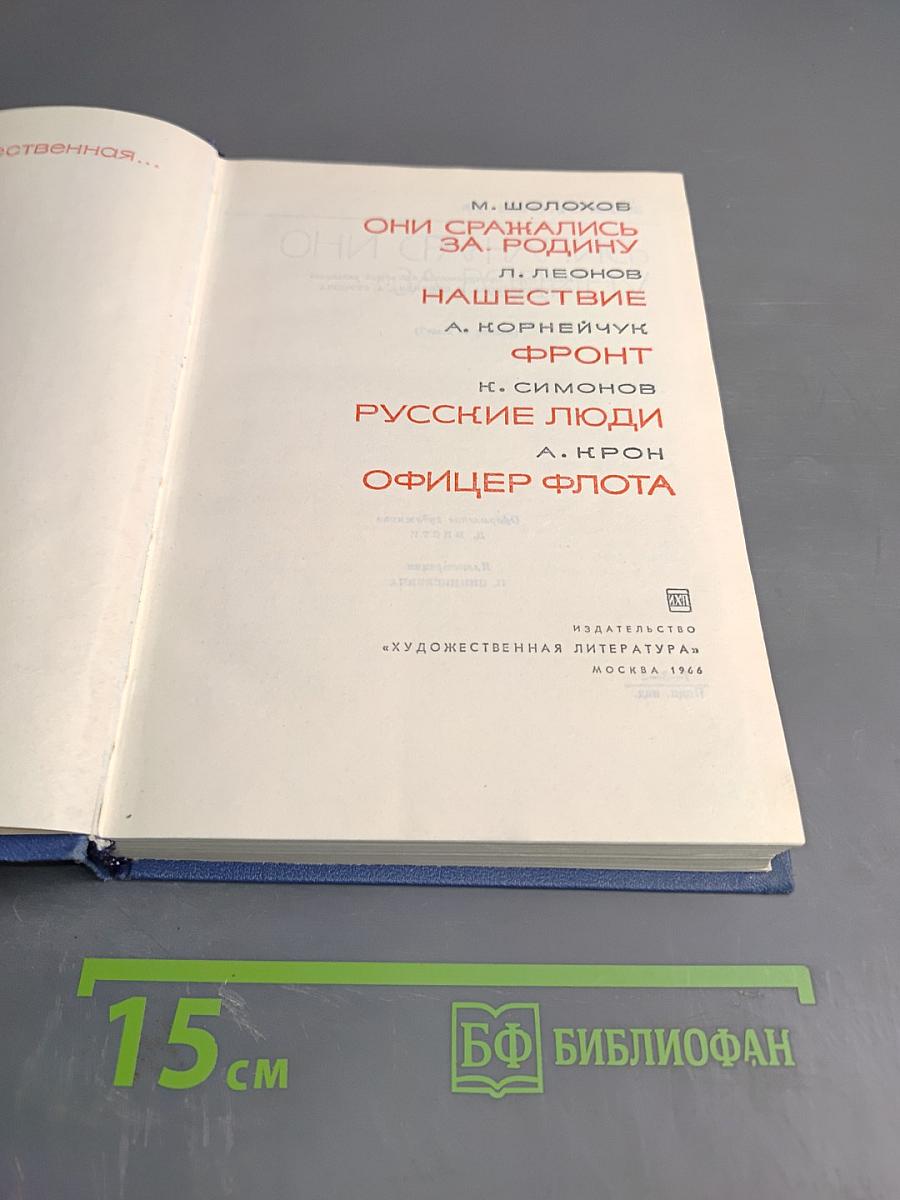 ественная...
М. ШОЛОХОВ
ОНИ СРАЖАЛИСЬ
ЗА РОДИНУ
Л. ЛЕОНОВ
НАШЕСТВИЕ
А. КОРНЕЙЧУК
ФРОНТ
К. СИМОНОВ
РУССКИЕ ЛЮДИ
А. КРОН
ОФИЦЕР ФЛОТА
ИЗДАТЕЛЬСТВО
«ХУДОЖЕСТВЕННАЯ ЛИТЕРАТУРА»
МОСКВА 1966
15 см
БФ БИБЛИОФАН